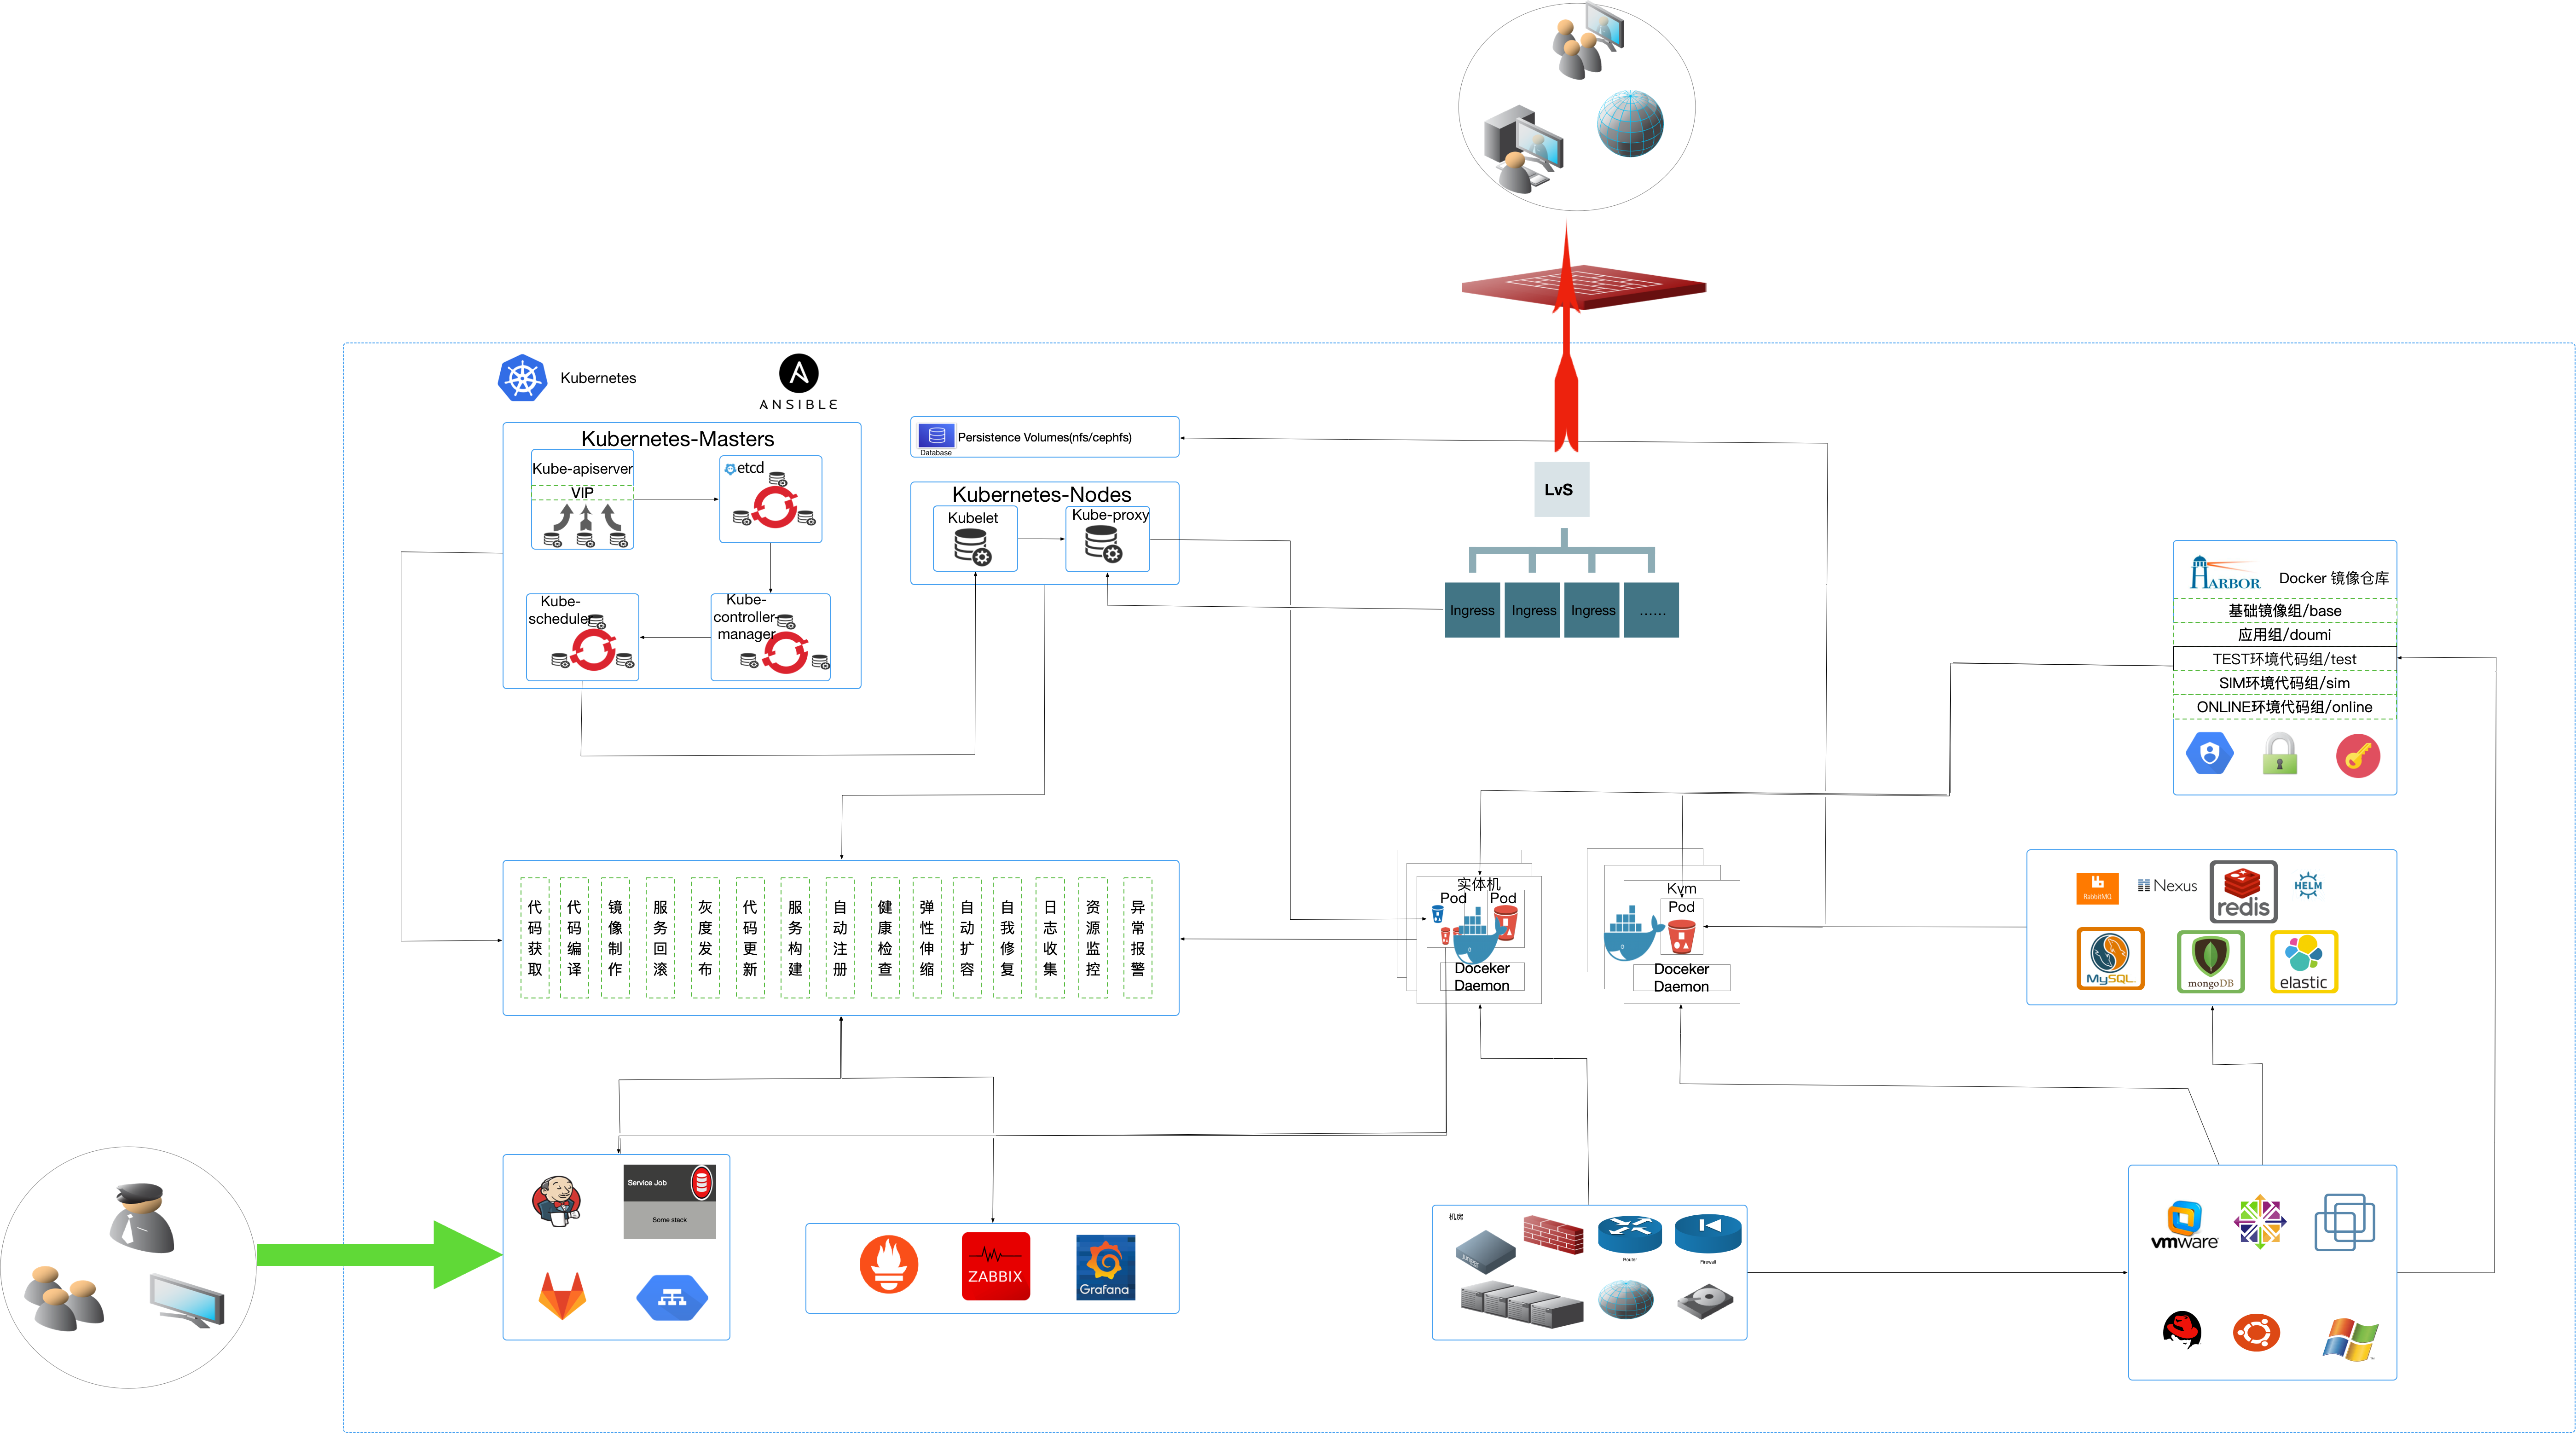 Kubernetes
ANSIBLE
Kubernetes-Masters
Kube-apiserver
VIP
etcd
Kube-
scheduler
Kube-
controller-
manager
Database
Persistence Volumes(nfs/cephfs)
Kubernetes-Nodes
Kubelet
Kube-proxy
LvS
Ingress
Ingress
Ingress
......
HARBOR
Docker 镜像仓库
基础镜像组/base
应用组/doumi
TEST环境代码组/test
SIM环境代码组/sim
ONLINE环境代码组/online
代码获取
代码编译
镜像制作
服务回滚
灰度发布
代码更新
服务构建
自动注册
健康检查
弹性伸缩
自动扩容
自我修复
日志收集
资源监控
异常报警
实体机
Pod
Pod
Doceker
Daemon
Kvm
Pod
Doceker
Daemon
RabbitMQ
Nexus
redis
HELM
MySQL
mongoDB
elastic
Service Job
Some stack
ZABBIX
Grafana
机房
Router
Firewall
vmware